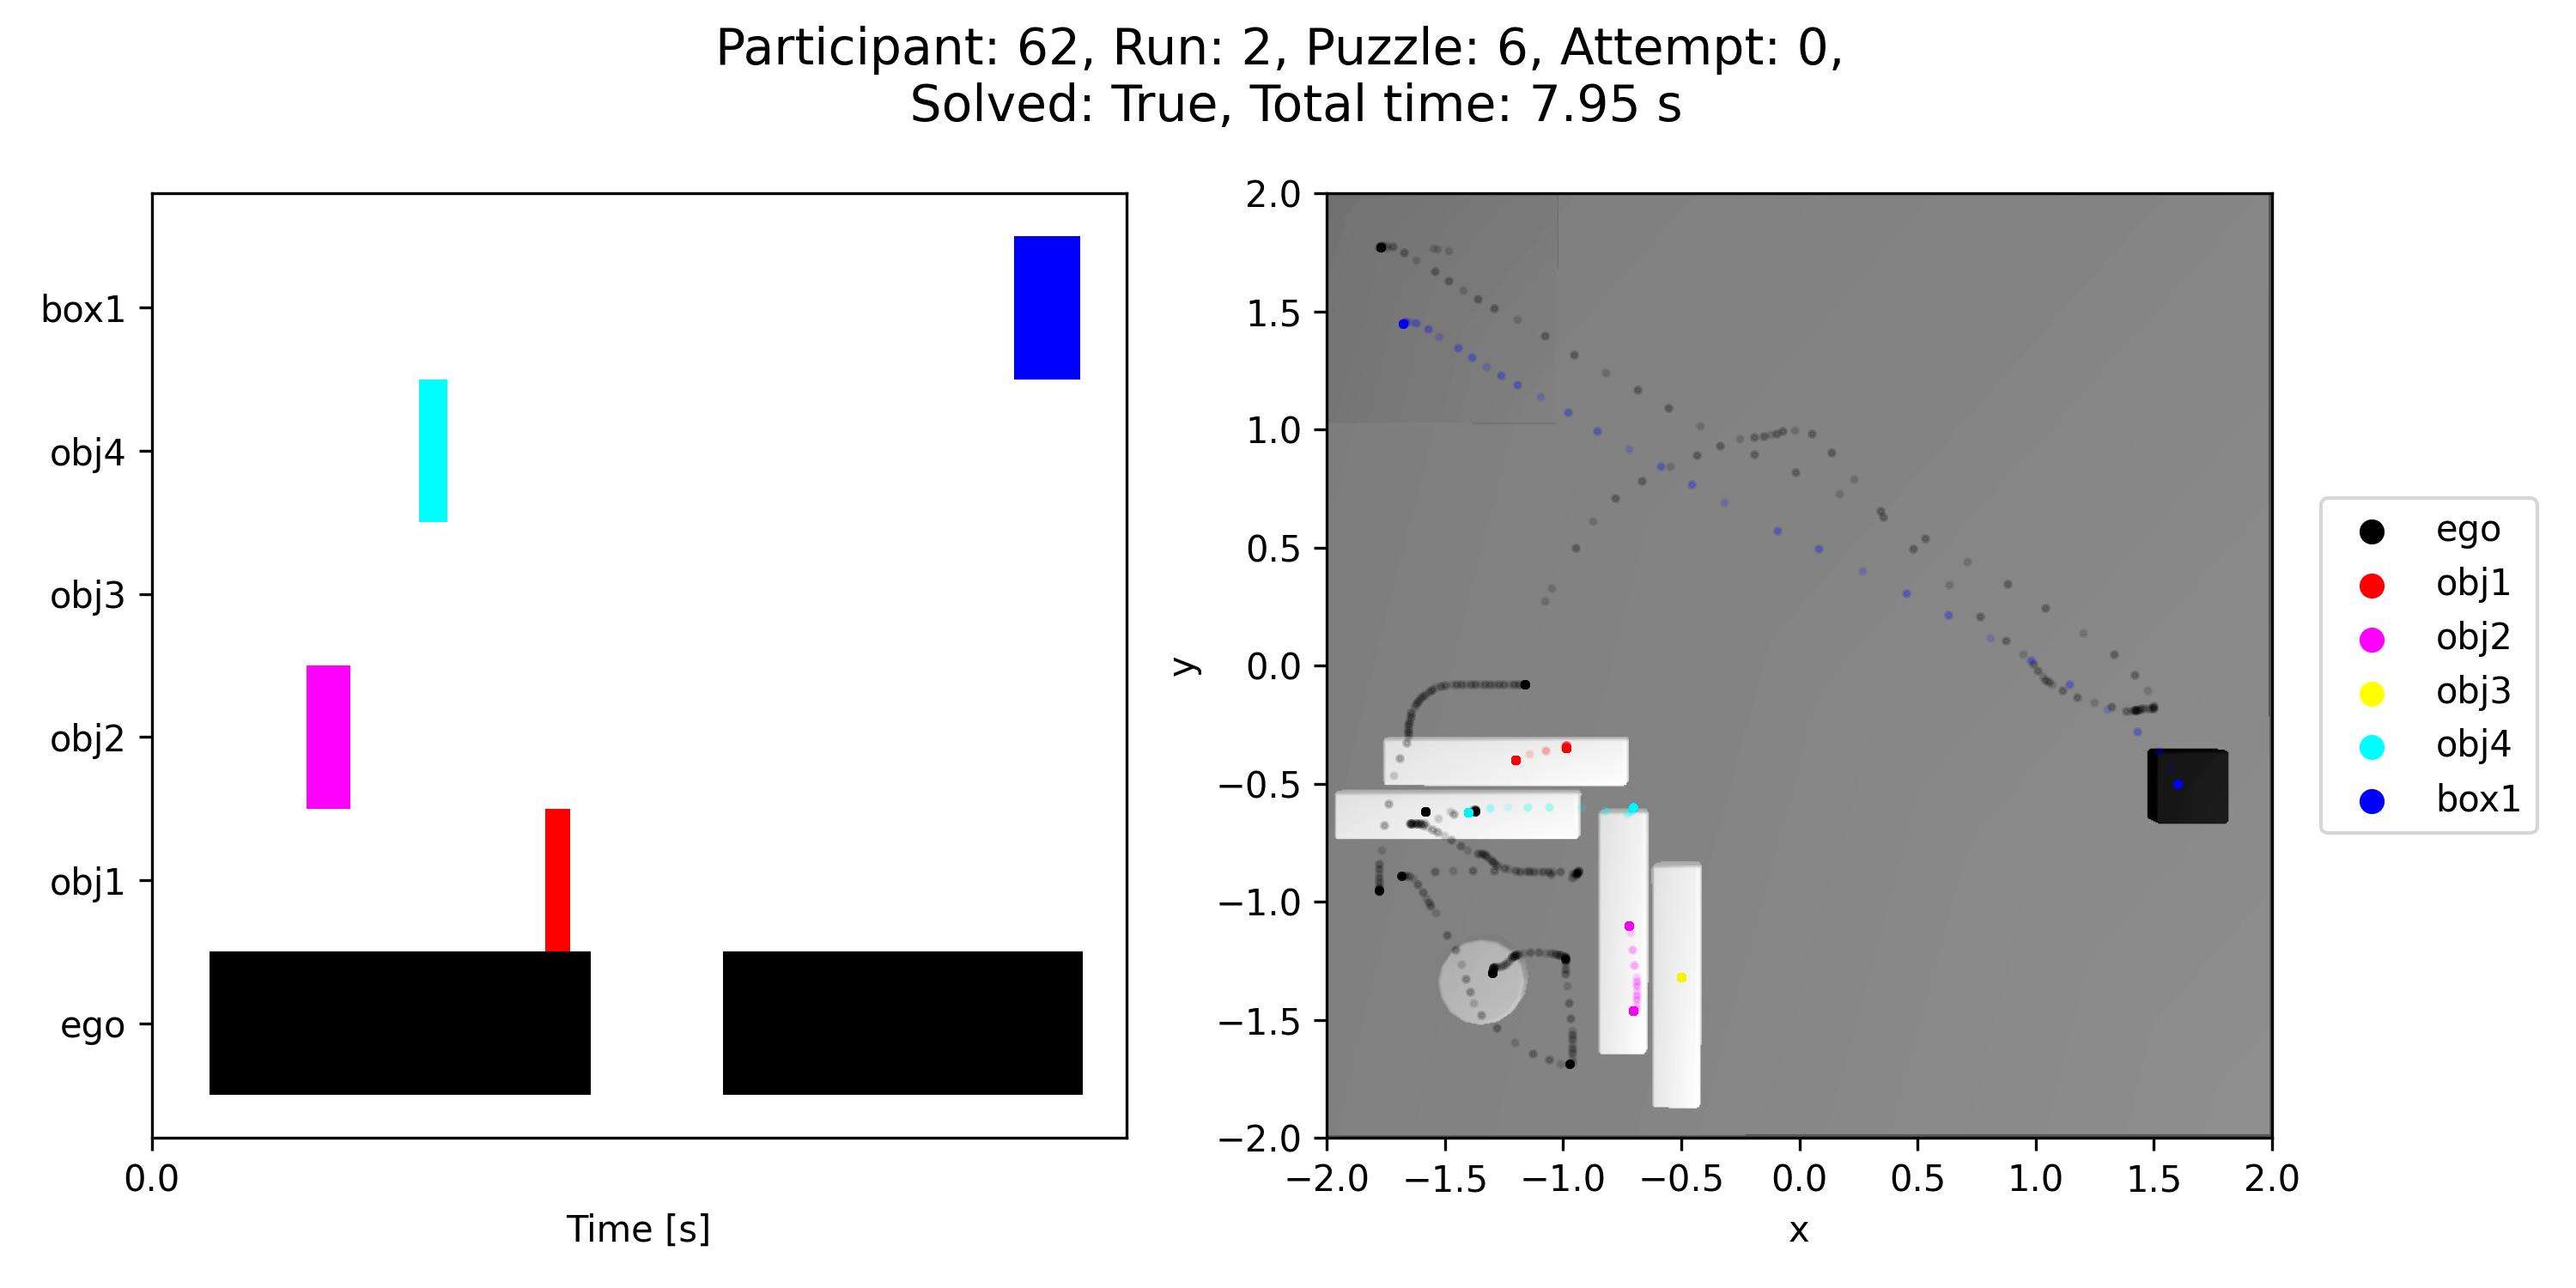 Participant: 62, Run: 2, Puzzle: 6, Attempt: 0,
Solved: True, Total time: 7.95 s
box1
obj4
obj3
obj2
obj1
ego
0.0
Time [s]
2.0
1.5
1.0
0.5
0.0
−0.5
−1.0
−1.5
−2.0
y
−2.0 −1.5 −1.0 −0.5 0.0 0.5 1.0 1.5 2.0
x
ego
obj1
obj2
obj3
obj4
box1